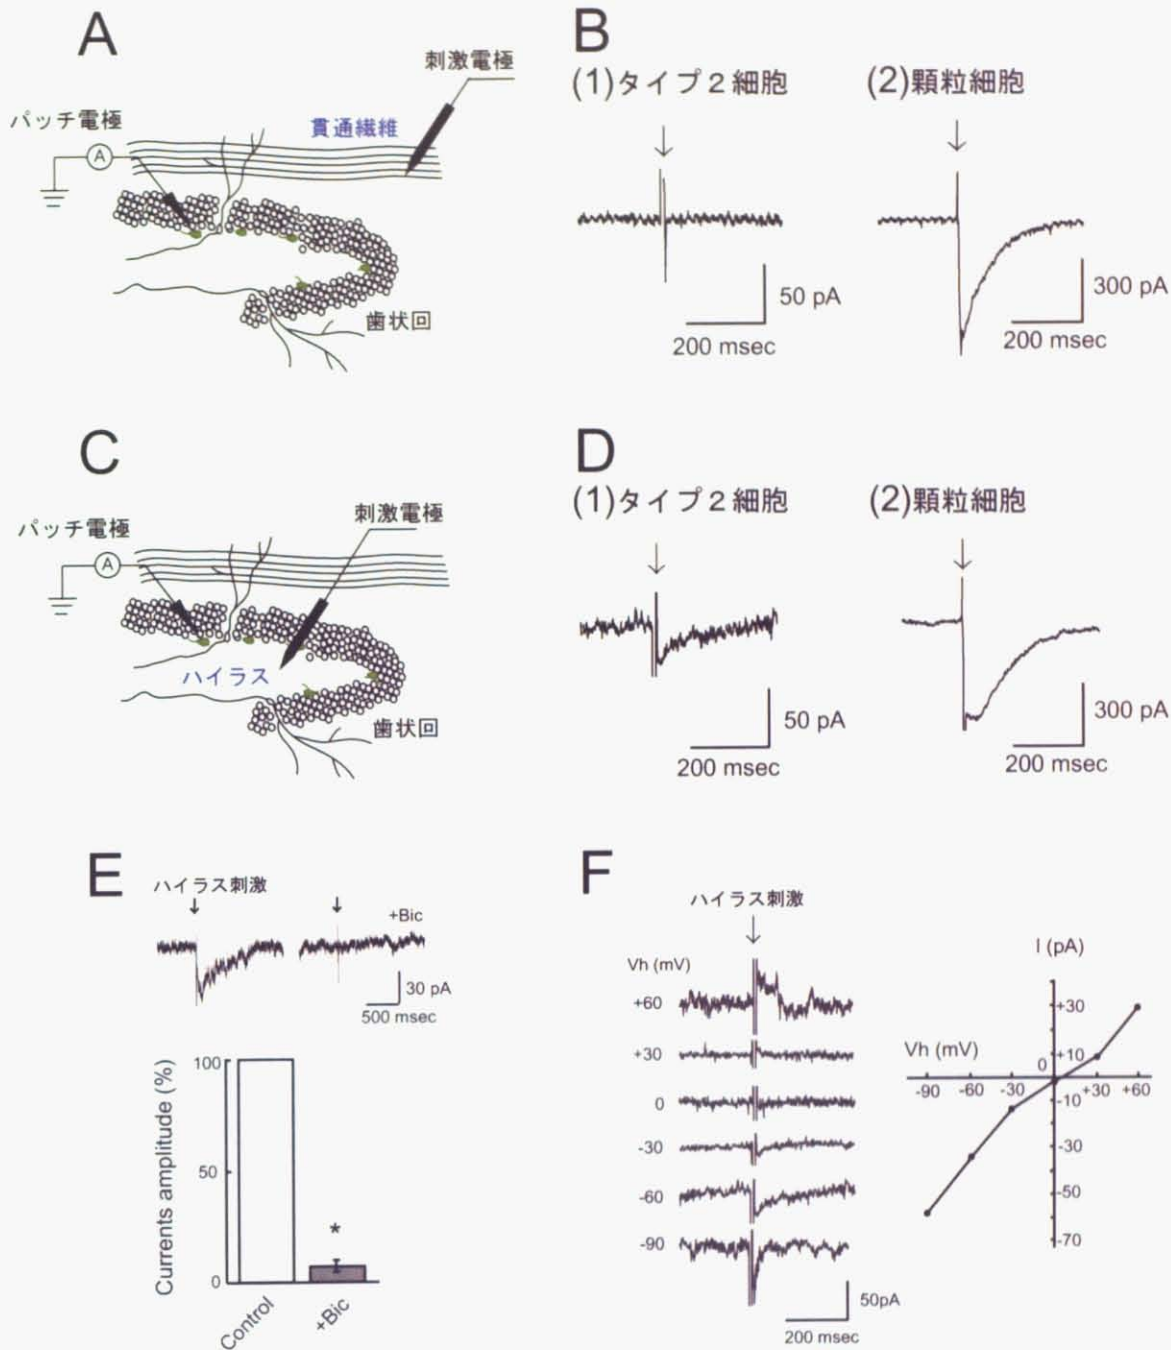 A
刺激電極
パッチ電極
貫通繊維
A
歯状回
B
(1)タイプ2細胞
(2)顆粒細胞
50 pA
200 msec
300 pA
200 msec
C
刺激電極
パッチ電極
A
ハイラス
歯状回
D
(1)タイプ2細胞
(2)顆粒細胞
50 pA
200 msec
300 pA
200 msec
E
ハイラス刺激
+Bic
30 pA
500 msec
Currents amplitude (%)
100
50
0
*
Control
+Bic
F
ハイラス刺激
Vh (mV)
+60
+30
0
-30
-60
-90
50pA
200 msec
I (pA)
+30
+10
Vh (mV)
0
-90
-60
-30
+30
+60
-10
-30
-50
-70